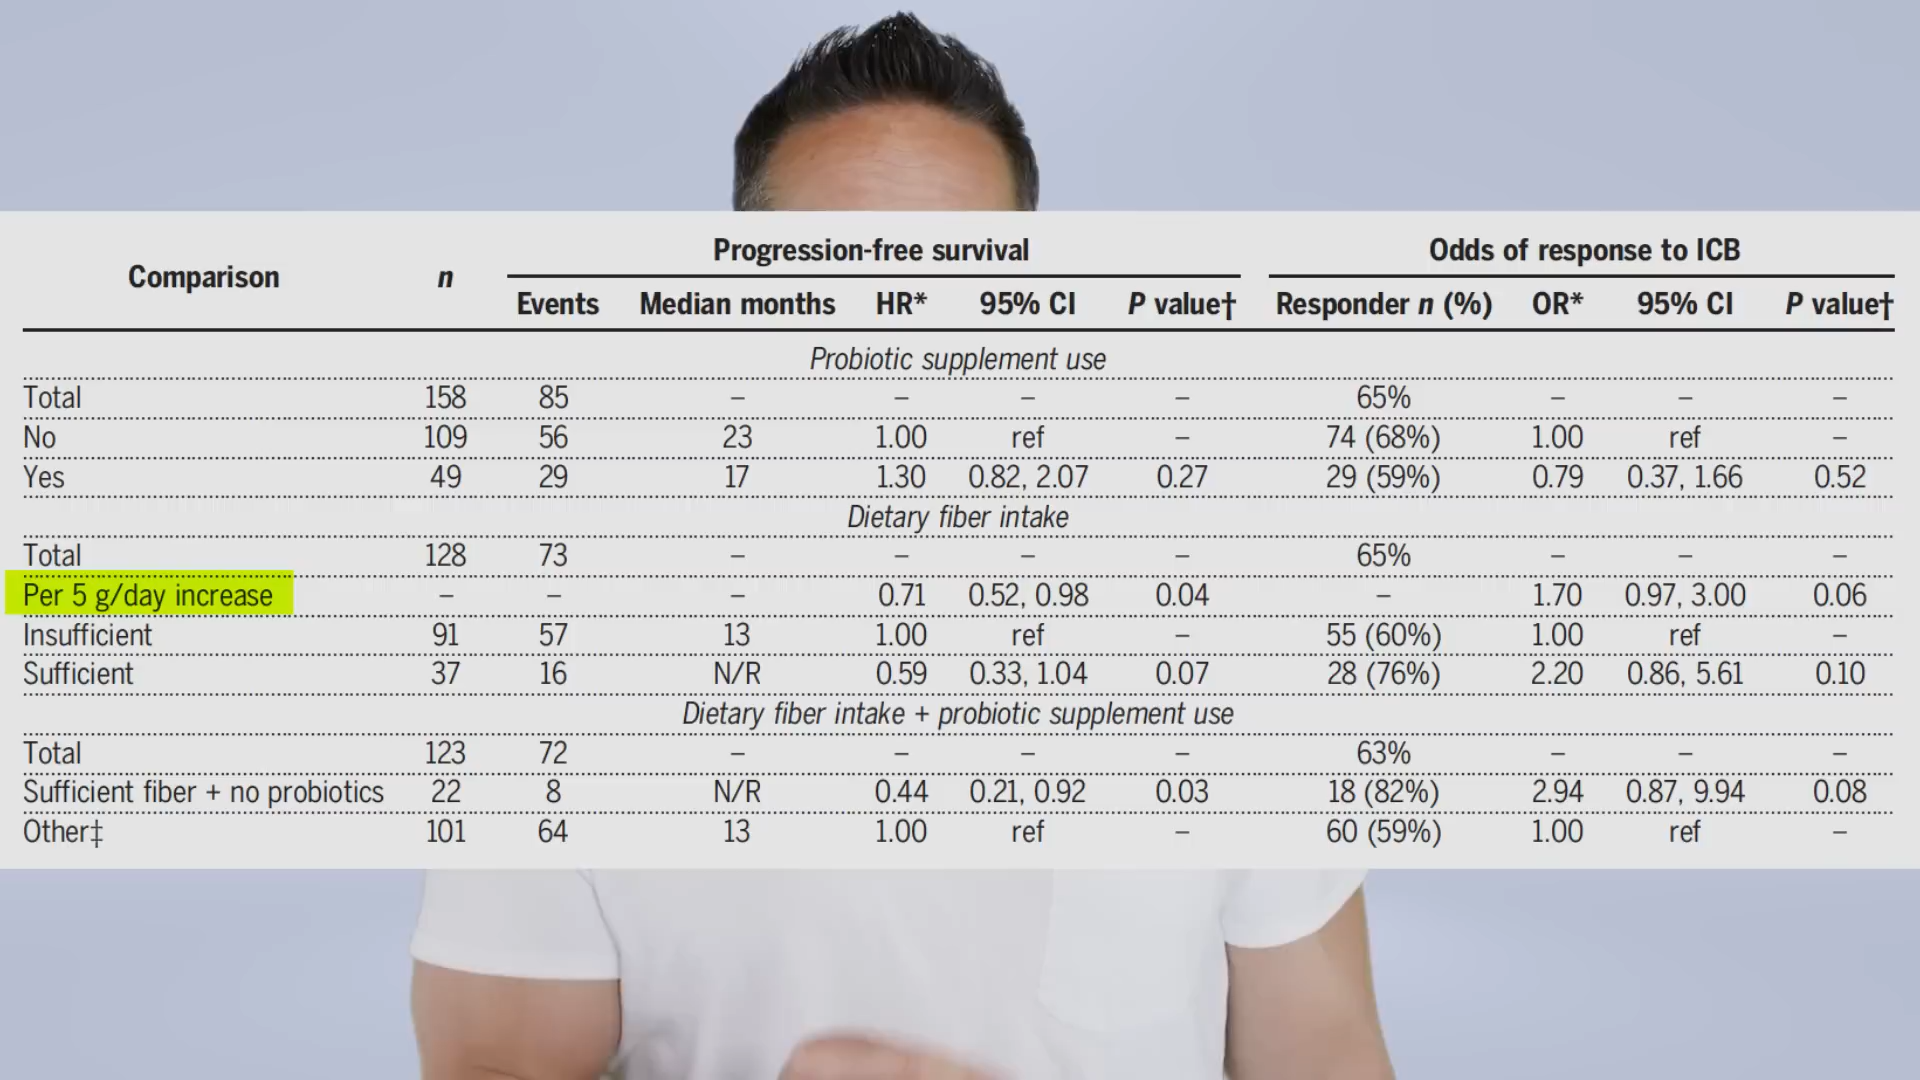 Comparison n Progression-free survival Odds of response to ICB
Events Median months HR* 95% CI P value† Responder n (%) OR* 95% CI P value†
Probiotic supplement use
Total 158 85 – – – – 65% – – –
No 109 56 23 1.00 ref – 74 (68%) 1.00 ref –
Yes 49 29 17 1.30 0.82, 2.07 0.27 29 (59%) 0.79 0.37, 1.66 0.52
Dietary fiber intake
Total 128 73 – – – – 65% – – –
Per 5 g/day increase – – – 0.71 0.52, 0.98 0.04 – 1.70 0.97, 3.00 0.06
Insufficient 91 57 13 1.00 ref – 55 (60%) 1.00 ref –
Sufficient 37 16 N/R 0.59 0.33, 1.04 0.07 28 (76%) 2.20 0.86, 5.61 0.10
Dietary fiber intake + probiotic supplement use
Total 123 72 – – – – 63% – – –
Sufficient fiber + no probiotics 22 8 N/R 0.44 0.21, 0.92 0.03 18 (82%) 2.94 0.87, 9.94 0.08
Other‡ 101 64 13 1.00 ref – 60 (59%) 1.00 ref –